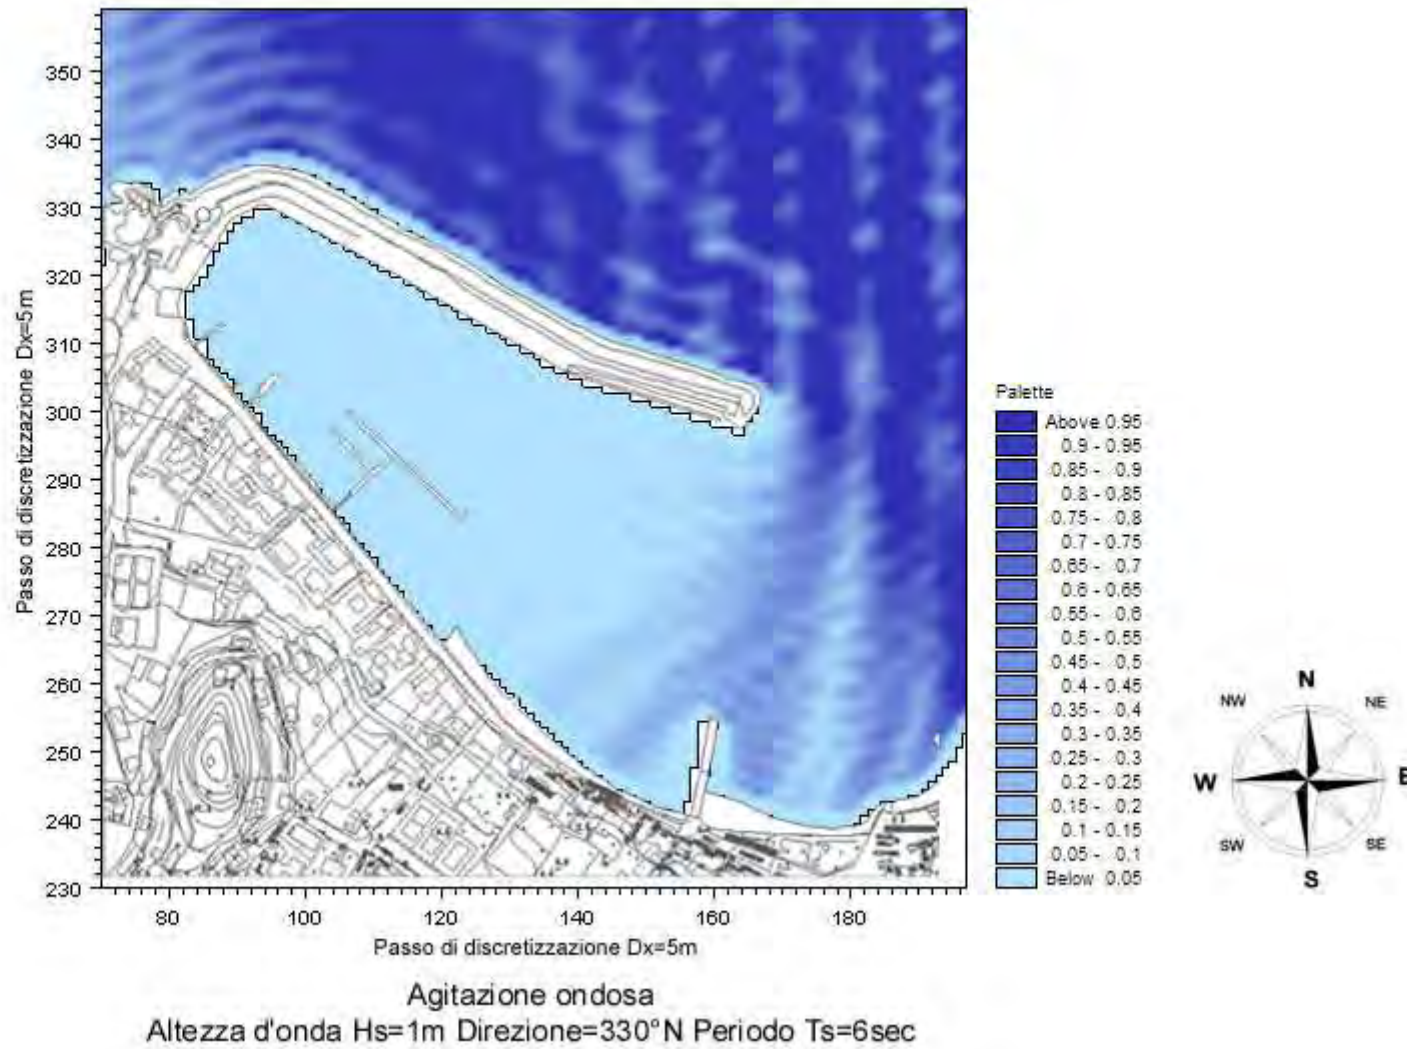 350
340
330
320
310
300
290
280
270
260
250
240
230
Passo di discretizzazione Dx=5m
80 100 120 140 160 180
Passo di discretizzazione Dx=5m
Palette
Above 0.95
0.9 - 0.95
0.85 - 0.9
0.8 - 0.85
0.75 - 0.8
0.7 - 0.75
0.65 - 0.7
0.6 - 0.65
0.55 - 0.6
0.5 - 0.55
0.45 - 0.5
0.4 - 0.45
0.35 - 0.4
0.3 - 0.35
0.25 - 0.3
0.2 - 0.25
0.15 - 0.2
0.1 - 0.15
0.05 - 0.1
Below 0.05
N
NW NE
W E
SW SE
S
Agitazione ondosa
Altezza d'onda Hs=1m Direzione=330°N Periodo Ts=6sec